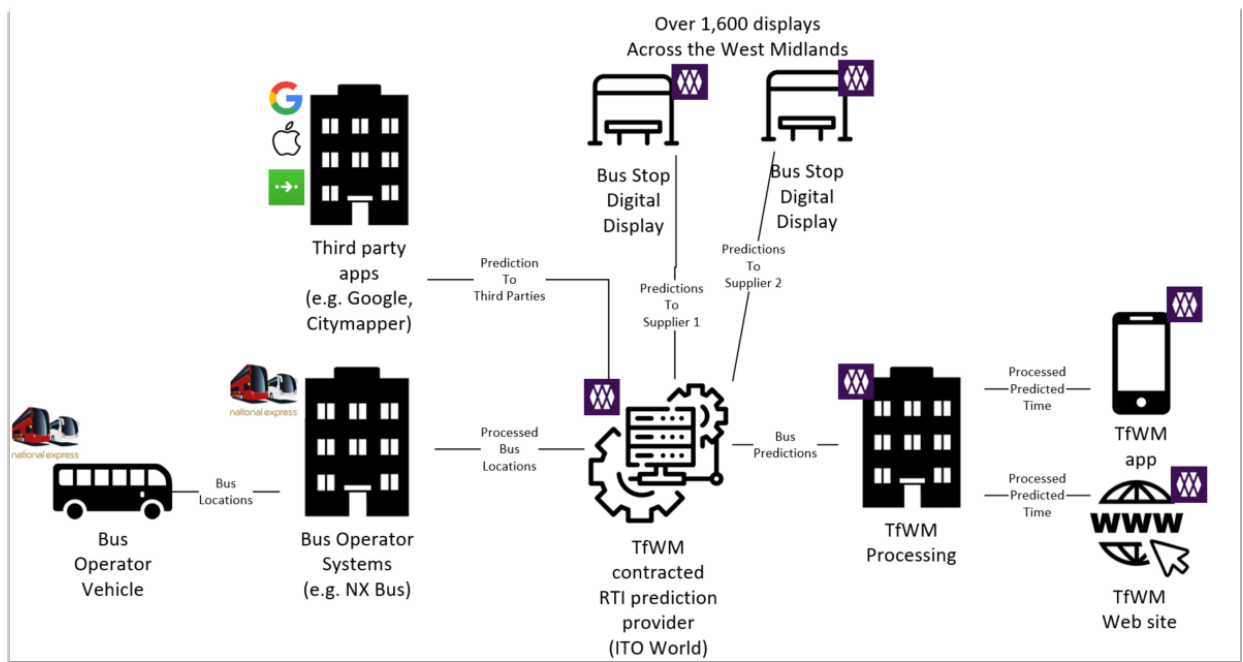 Over 1,600 displays
Across the West Midlands
Bus Stop
Digital
Display
Bus Stop
Digital
Display
Third party
apps
(e.g. Google,
Citymapper)
Prediction
To
Third Parties
Predictions
To
Supplier 1
Predictions
To
Supplier 2
national express
Bus
Operator
Vehicle
Bus
Locations
national express
Bus Operator
Systems
(e.g. NX Bus)
Processed
Bus
Locations
TfWM
contracted
RTI prediction
provider
(ITO World)
Bus
Predictions
TfWM
Processing
Processed
Predicted
Time
TfWM
app
Processed
Predicted
Time
www
TfWM
Web site